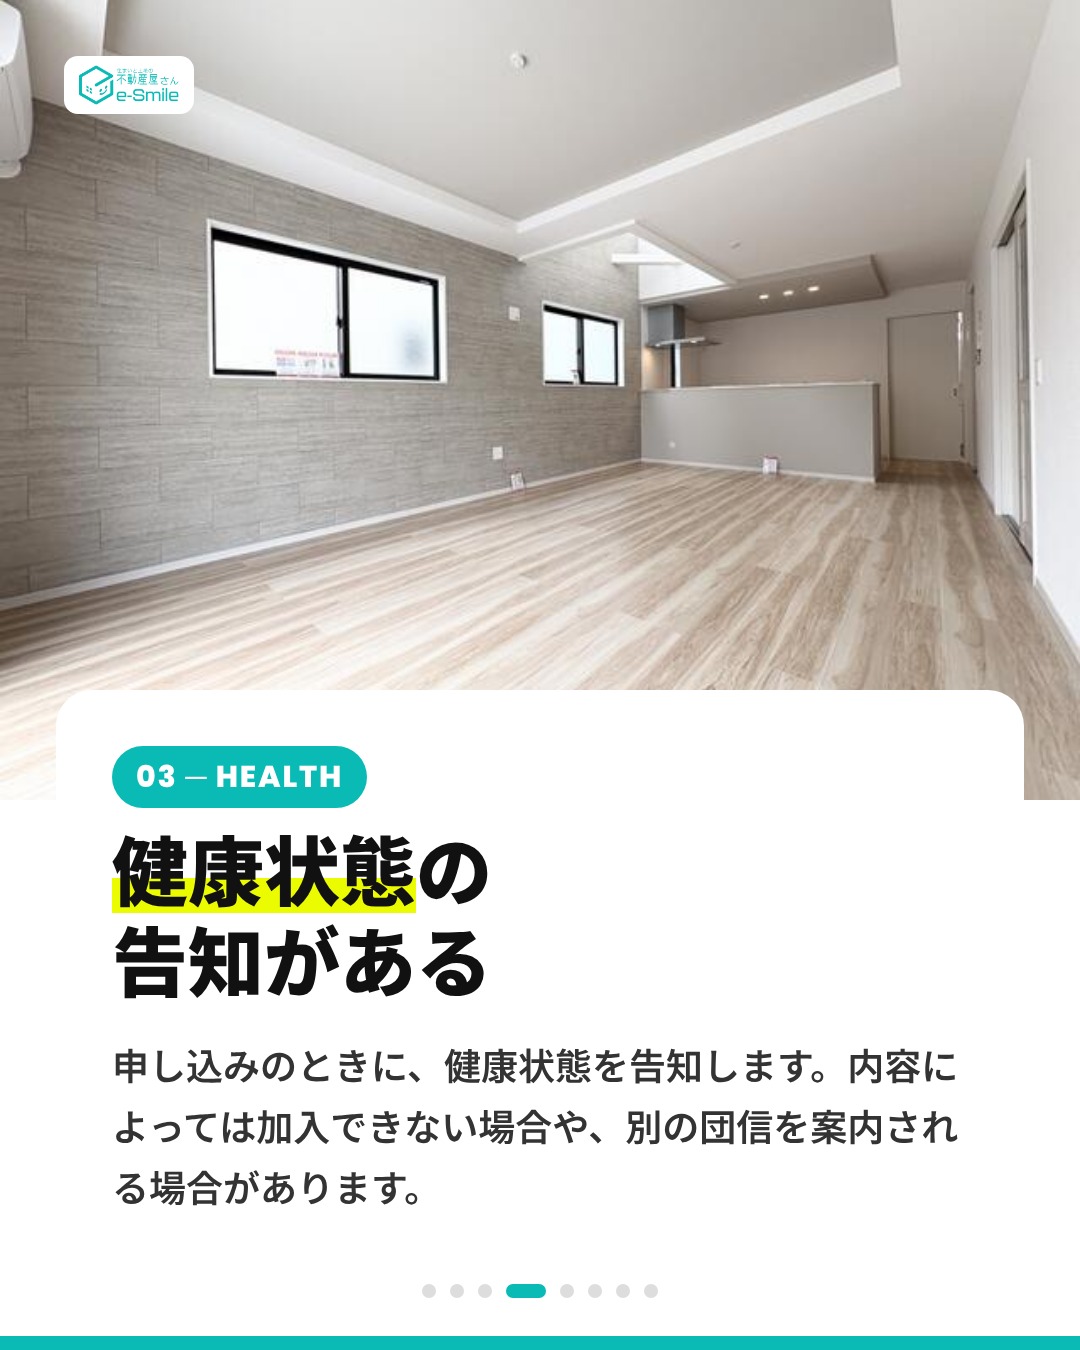 不動産屋さん
e-Smile
03 — HEALTH
健康状態の
告知がある
申し込みのときに、健康状態を告知します。内容に
よっては加入できない場合や、別の団信を案内され
る場合があります。